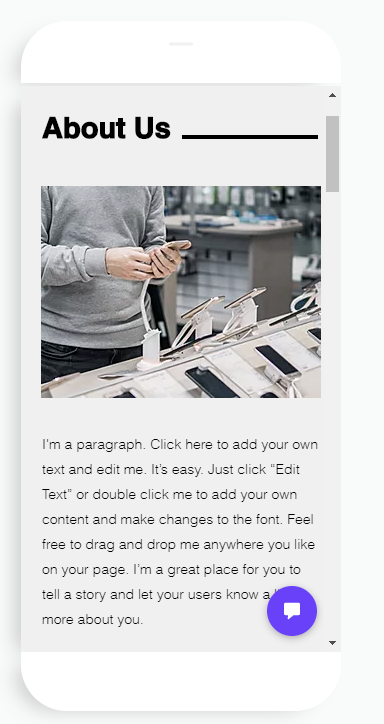 About Us
I'm a paragraph. Click here to add your own
text and edit me. It's easy. Just click “Edit
Text” or double click me to add your own
content and make changes to the font. Feel
free to drag and drop me anywhere you like
on your page. I'm a great place for you to
tell a story and let your users know a
more about you.